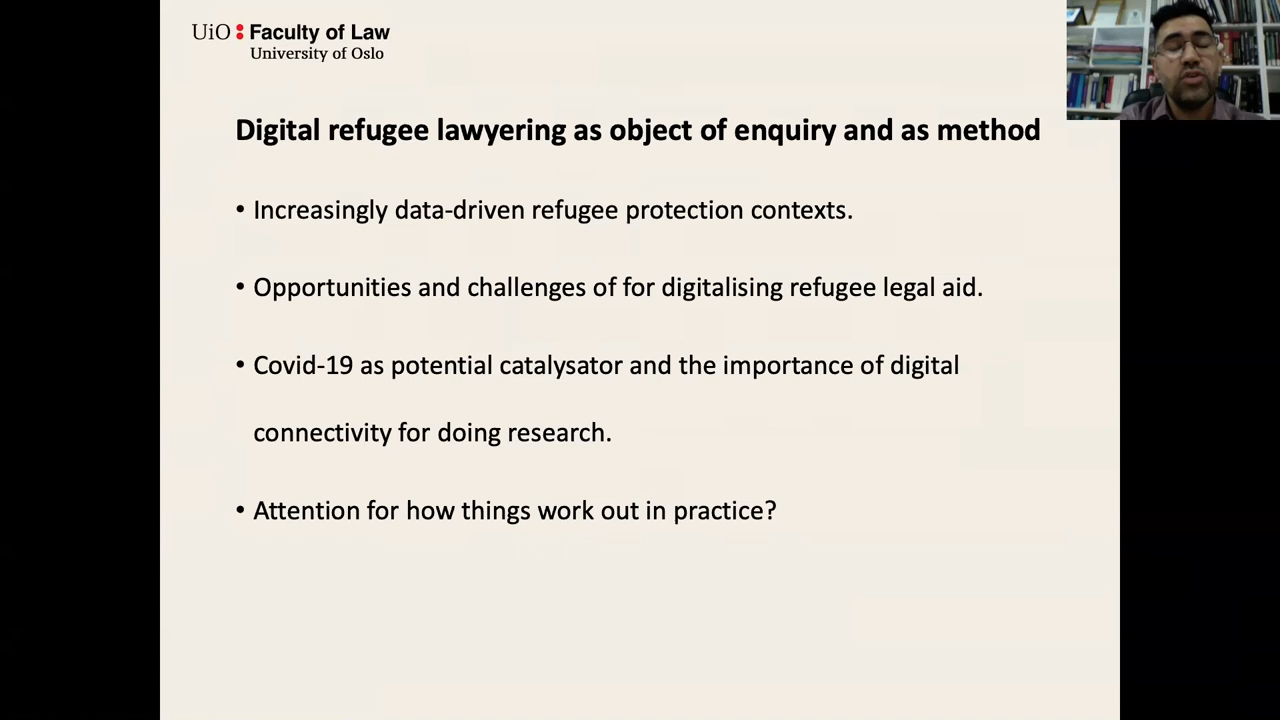 UiO : Faculty of Law
University of Oslo
Digital refugee lawyering as object of enquiry and as method
• Increasingly data-driven refugee protection contexts.
• Opportunities and challenges of for digitalising refugee legal aid.
• Covid-19 as potential catalysator and the importance of digital
connectivity for doing research.
• Attention for how things work out in practice?